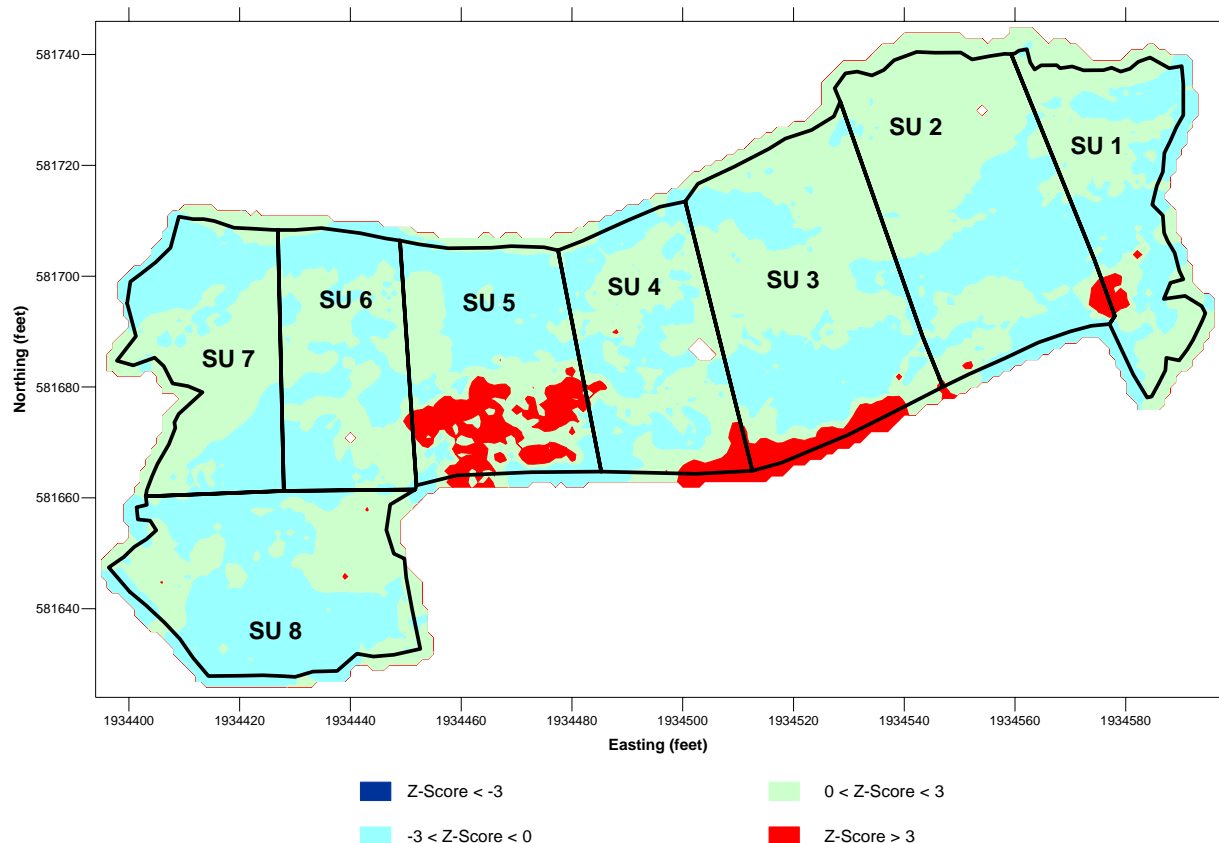 581740
581720
581700
581680
581660
581640
Northing (feet)
SU 2
SU 1
SU 6
SU 5
SU 4
SU 3
SU 7
SU 8
1934400 1934420 1934440 1934460 1934480 1934500 1934520 1934540 1934560 1934580
Easting (feet)
Z-Score < -3
0 < Z-Score < 3
-3 < Z-Score < 0
Z-Score > 3